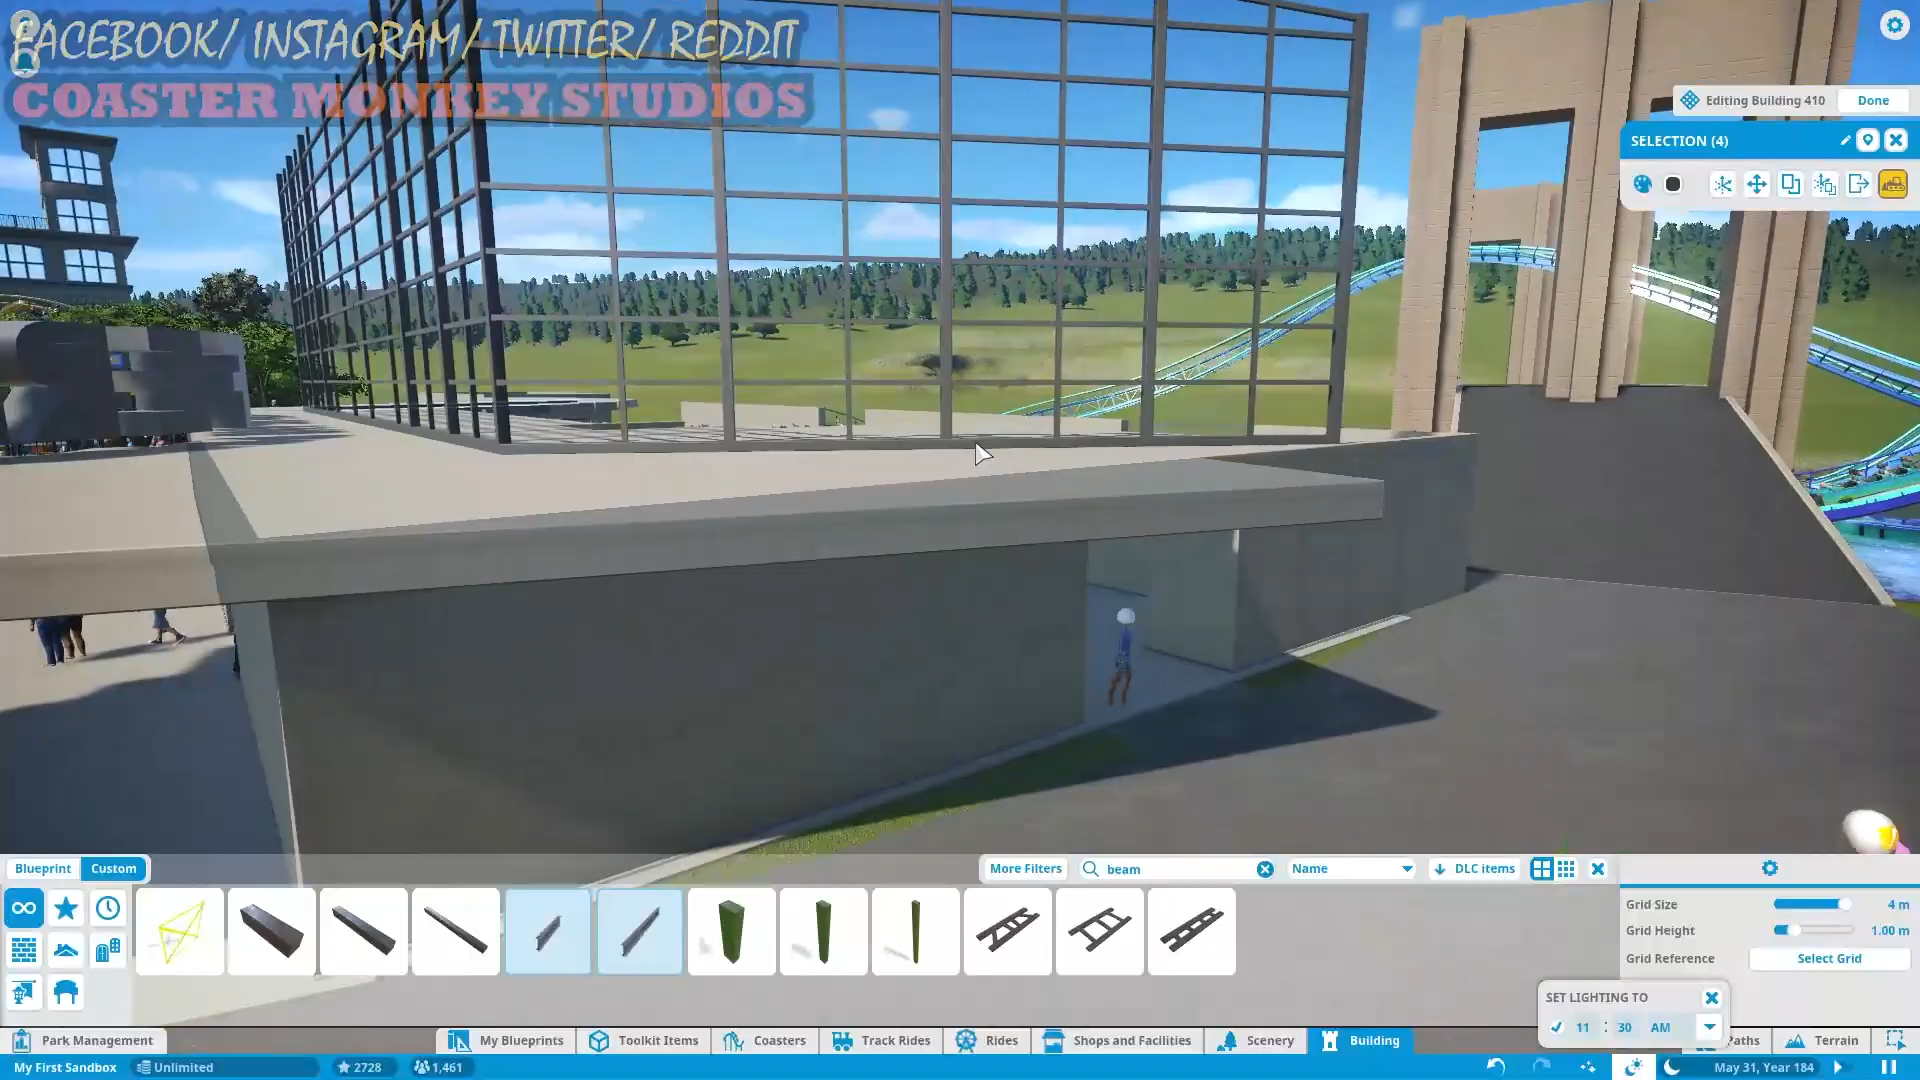 FACEBOOK/ INSTAGRAM/ TWITTER/ REDDIT
COASTER MONKEY STUDIOS
Editing Building 410
Done
SELECTION (4)
Blueprint
Custom
More Filters
beam
Name
DLC items
Grid Size
4 m
Grid Height
1.00 m
Grid Reference
Select Grid
SET LIGHTING TO
11 : 30 AM
Park Management
My Blueprints
Toolkit Items
Coasters
Track Rides
Rides
Shops and Facilities
Scenery
Building
Paths
Terrain
My First Sandbox
Unlimited
2728
1,461
May 31, Year 184